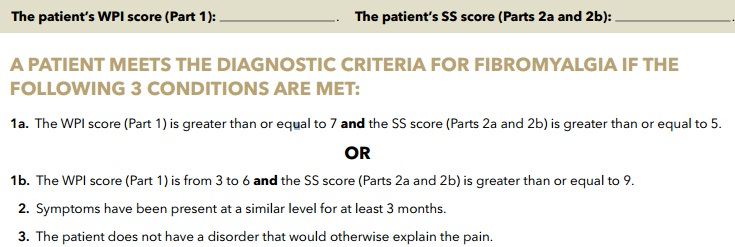 The patient's WPI score (Part 1): ________________. The patient's SS score (Parts 2a and 2b): ________________.
A PATIENT MEETS THE DIAGNOSTIC CRITERIA FOR FIBROMYALGIA IF THE
FOLLOWING 3 CONDITIONS ARE MET:
1a. The WPI score (Part 1) is greater than or equal to 7 and the SS score (Parts 2a and 2b) is greater than or equal to 5.
OR
1b. The WPI score (Part 1) is from 3 to 6 and the SS score (Parts 2a and 2b) is greater than or equal to 9.
2. Symptoms have been present at a similar level for at least 3 months.
3. The patient does not have a disorder that would otherwise explain the pain.